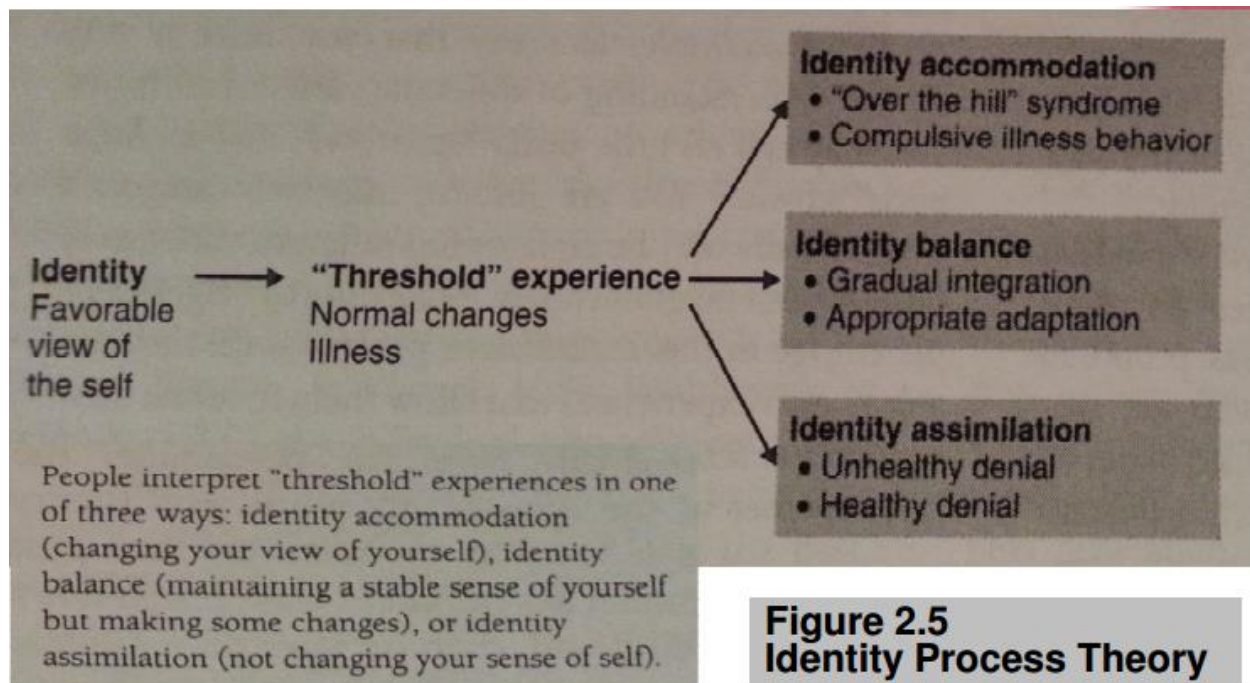 Identity accommodation
• “Over the hill” syndrome
• Compulsive illness behavior
Identity
Favorable
view of
the self
“Threshold” experience
Normal changes
Illness
Identity balance
• Gradual integration
• Appropriate adaptation
Identity assimilation
• Unhealthy denial
• Healthy denial
People interpret "threshold" experiences in one
of three ways: identity accommodation
(changing your view of yourself), identity
balance (maintaining a stable sense of yourself
but making some changes), or identity
assimilation (not changing your sense of self).
Figure 2.5
Identity Process Theory